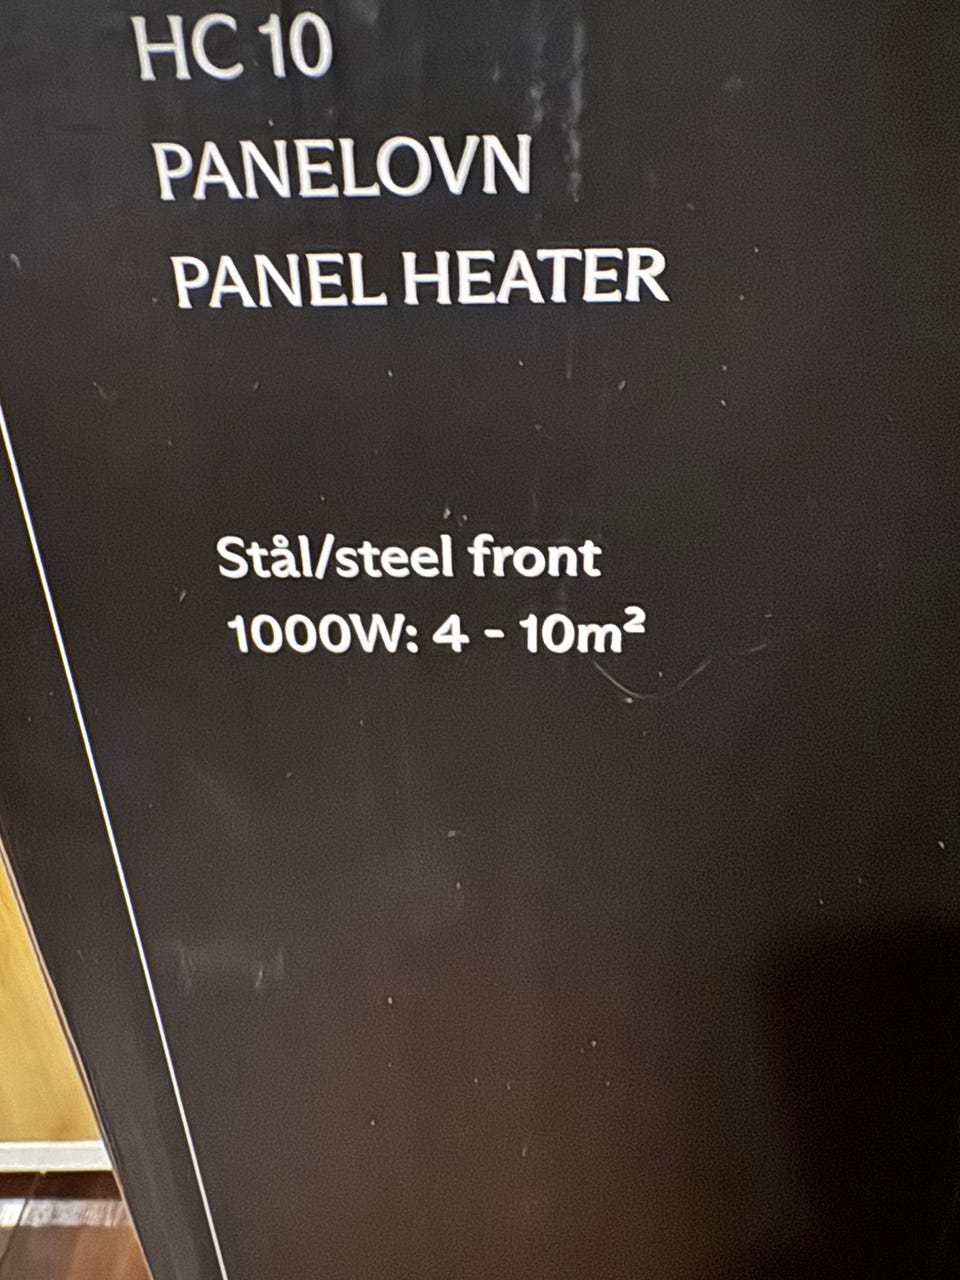 HC 10
PANELOVN
PANEL HEATER
Stål/steel front
1000W: 4 - 10m²